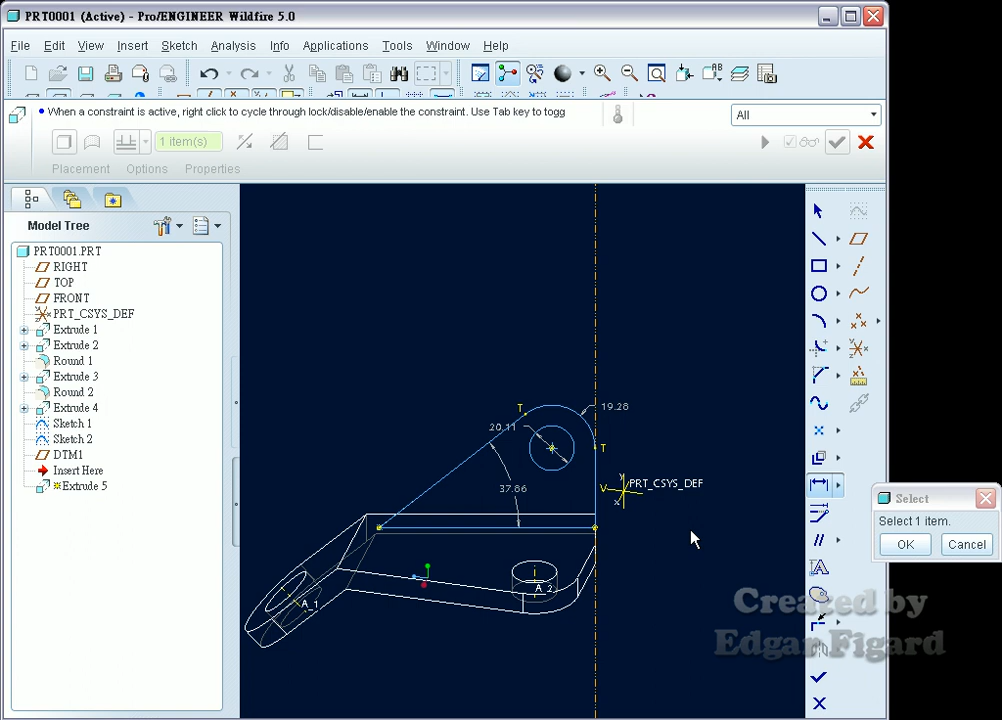 PRT0001 (Active) - Pro/ENGINEER Wildfire 5.0
File Edit View Insert Sketch Analysis Info Applications Tools Window Help
When a constraint is active, right click to cycle through lock/disable/enable the constraint. Use Tab key to togg
All
1 item(s)
Placement Options Properties
Model Tree
PRT0001.PRT
RIGHT
TOP
FRONT
PRT_CSYS_DEF
Extrude 1
Extrude 2
Round 1
Extrude 3
Round 2
Extrude 4
Sketch 1
Sketch 2
DTM1
Insert Here
Extrude 5
T
19.28
20.11
T
37.86
V
y
PRT_CSYS_DEF
x
A_1
A_2
Select
Select 1 item.
OK Cancel
Created by
Edgar Figard